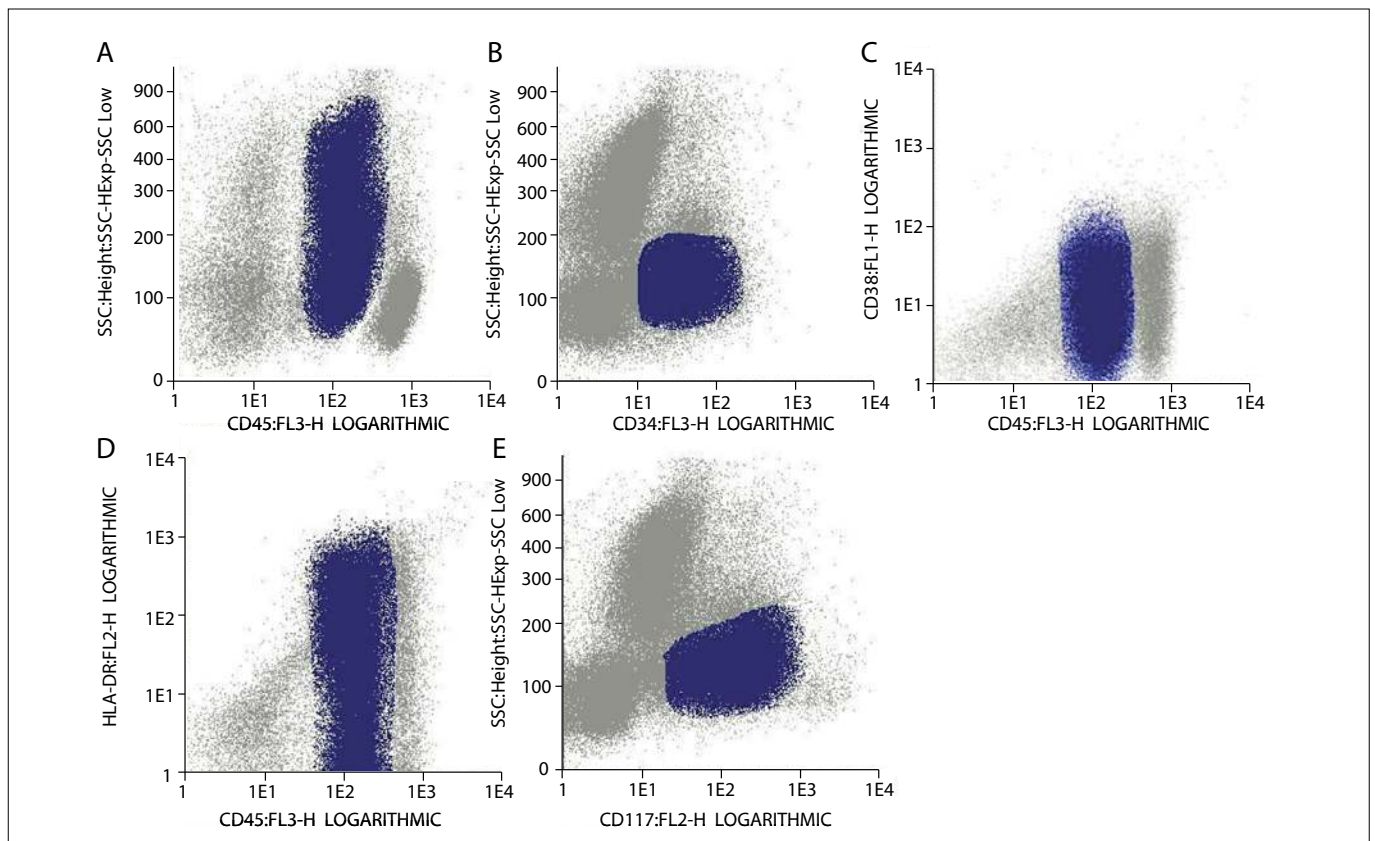 A
SSC:Height:SSC-HExp-SSC Low
900
600
400
300
200
100
0
1 1E1 1E2 1E3 1E4
CD45:FL3-H LOGARITHMIC
B
SSC:Height:SSC-HExp-SSC Low
900
600
400
300
200
100
0
1 1E1 1E2 1E3 1E4
CD34:FL3-H LOGARITHMIC
C
CD38:FL1-H LOGARITHMIC
1E4
1E3
1E2
1E1
1
1 1E1 1E2 1E3 1E4
CD45:FL3-H LOGARITHMIC
D
HLA-DR:FL2-H LOGARITHMIC
1E4
1E3
1E2
1E1
1
1 1E1 1E2 1E3 1E4
CD45:FL3-H LOGARITHMIC
E
SSC:Height:SSC-HExp-SSC Low
900
600
400
300
200
100
0
1 1E1 1E2 1E3 1E4
CD117:FL2-H LOGARITHMIC